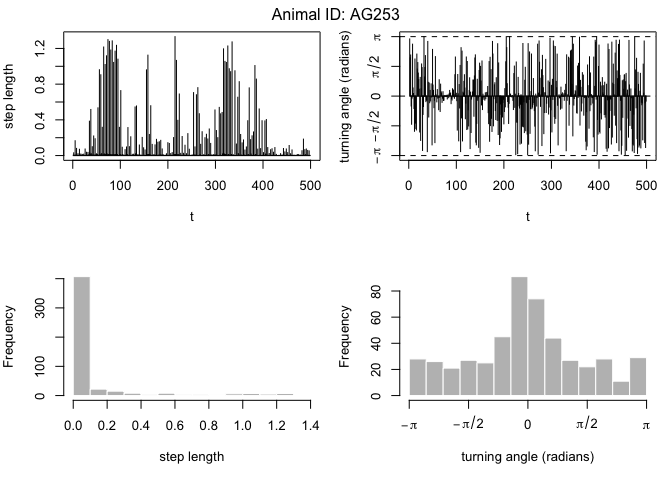 Animal ID: AG253
step length
0.0 0.4 0.8 1.2
0 100 200 300 400 500
t
turning angle (radians)
−π −π/2 0 π/2 π
0 100 200 300 400 500
t
Frequency
0 100 300
0.0 0.2 0.4 0.6 0.8 1.0 1.2 1.4
step length
Frequency
0 20 40 60 80
−π −π/2 0 π/2 π
turning angle (radians)